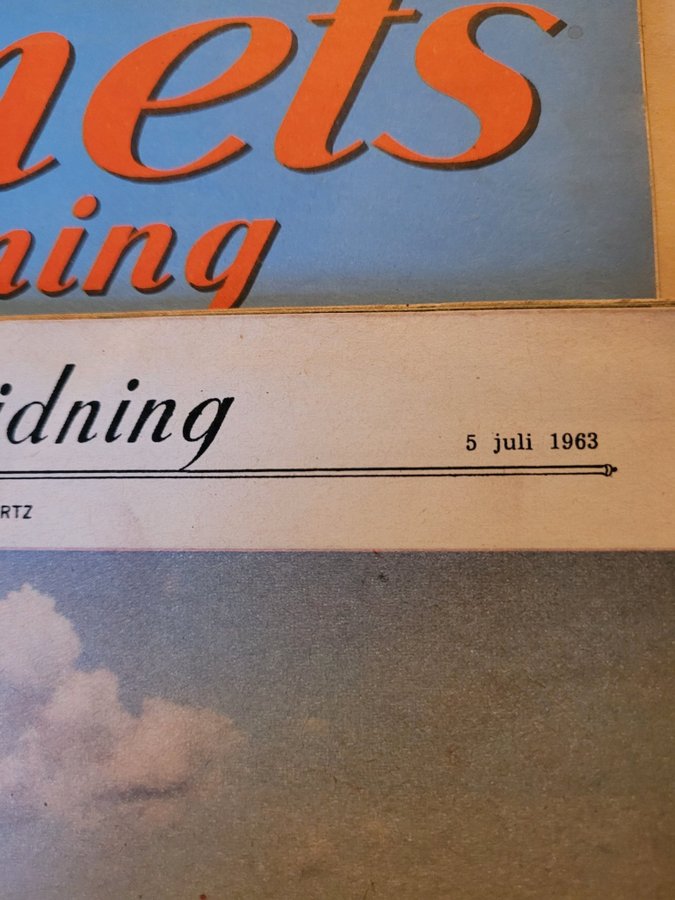 nets
ning
idning
5 juli 1963
RTZ